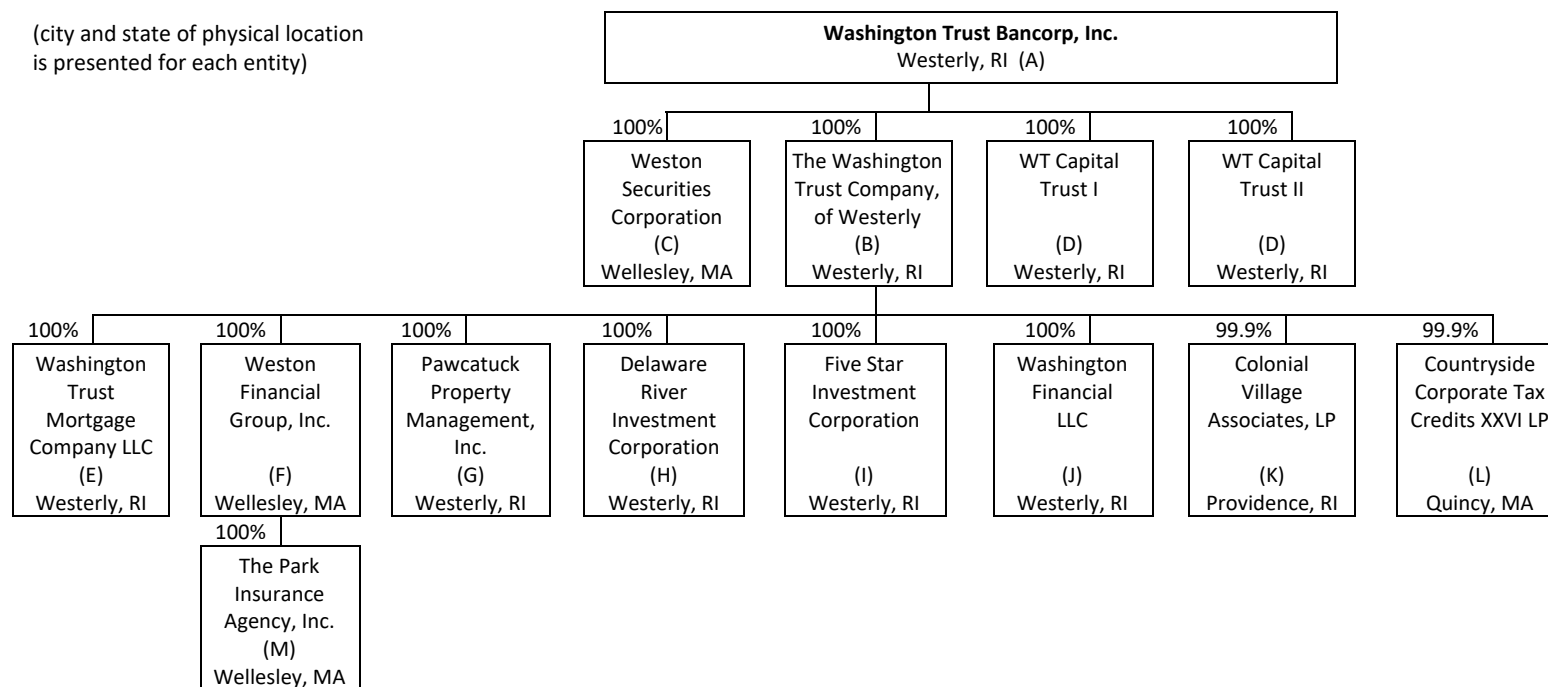 (city and state of physical location
is presented for each entity)
Washington Trust Bancorp, Inc.
Westerly, RI (A)
100%
Weston
Securities
Corporation
(C)
Wellesley, MA
100%
The Washington
Trust Company,
of Westerly
(B)
Westerly, RI
100%
WT Capital
Trust I
(D)
Westerly, RI
100%
WT Capital
Trust II
(D)
Westerly, RI
100%
Washington
Trust
Mortgage
Company LLC
(E)
Westerly, RI
100%
Weston
Financial
Group, Inc.
(F)
Wellesley, MA
100%
Pawcatuck
Property
Management,
Inc.
(G)
Westerly, RI
100%
Delaware
River
Investment
Corporation
(H)
Westerly, RI
100%
Five Star
Investment
Corporation
(I)
Westerly, RI
100%
Washington
Financial
LLC
(J)
Westerly, RI
99.9%
Colonial
Village
Associates, LP
(K)
Providence, RI
99.9%
Countryside
Corporate Tax
Credits XXVI LP
(L)
Quincy, MA
100%
The Park
Insurance
Agency, Inc.
(M)
Wellesley, MA